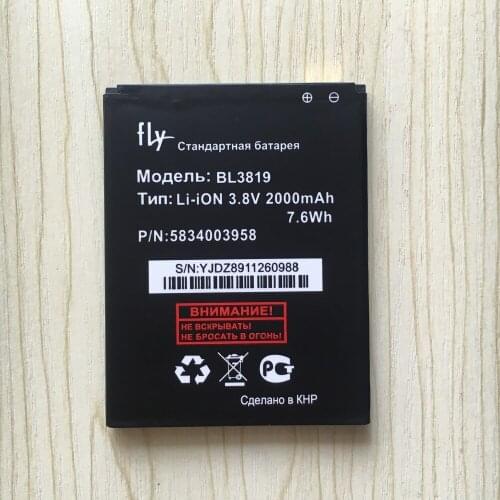 fly Стандартная батарея
Модель: BL3819
Тип: Li-iON 3.8V 2000mAh
7.6Wh
P/N:5834003958
S/N:YJDZ8911260988
ВНИМАНИЕ!
НЕ ВСКРЫВАТЬ!
НЕ БРОСАТЬ В ОГОНЬ!
Сделано в КНР